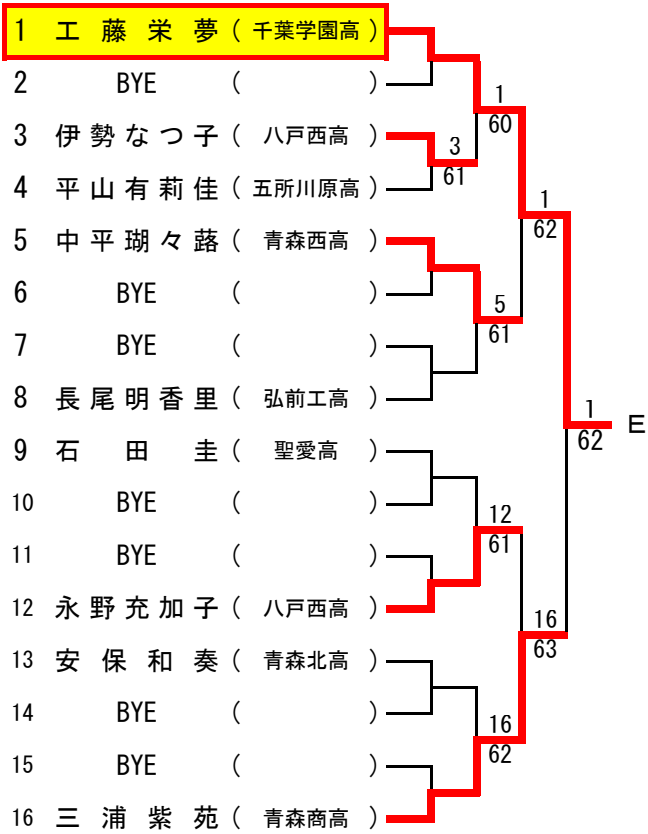 1 工藤栄夢 ( 千葉学園高 )
2 BYE ( )
1
60
3 伊勢なつ子 ( 八戸西高 )
3
61
4 平山有莉佳 ( 五所川原高 )
1
62
5 中平瑚々蕗 ( 青森西高 )
6 BYE ( )
5
61
7 BYE ( )
8 長尾明香里 ( 弘前工高 )
1
62
E
9 石田圭 ( 聖愛高 )
10 BYE ( )
12
61
11 BYE ( )
12 永野充加子 ( 八戸西高 )
16
63
13 安保和奏 ( 青森北高 )
14 BYE ( )
16
62
15 BYE ( )
16 三浦紫苑 ( 青森商高 )